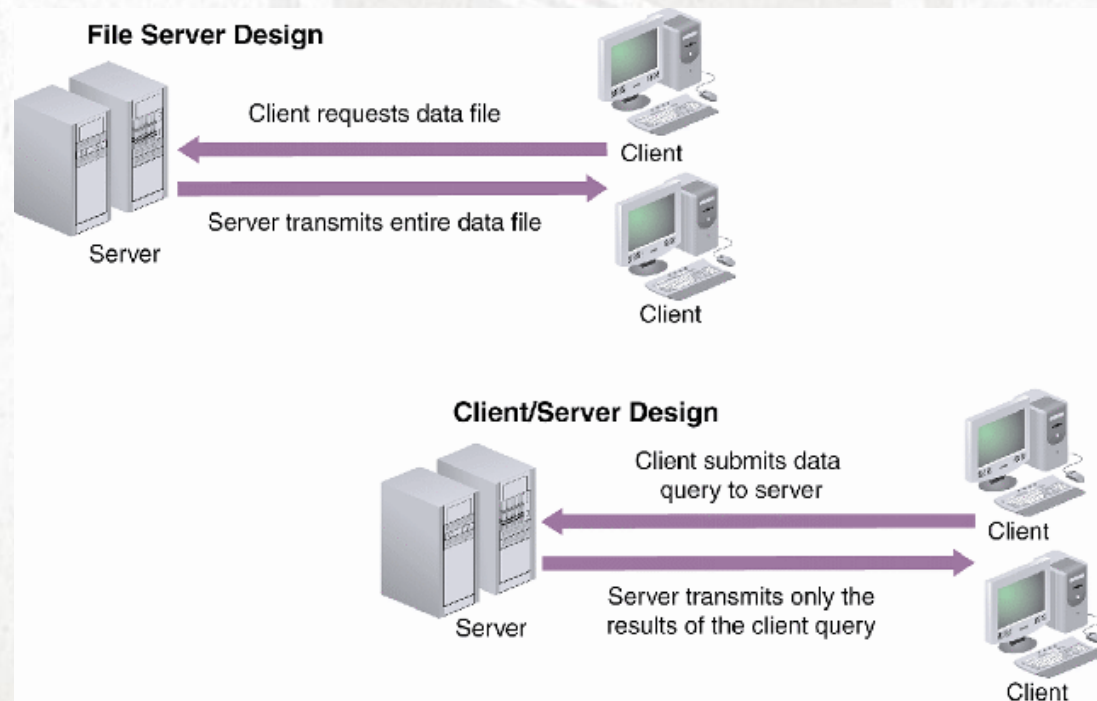 File Server Design
Client requests data file
Client
Server transmits entire data file
Server
Client
Client/Server Design
Client submits data
query to server
Client
Server transmits only the
results of the client query
Server
Client